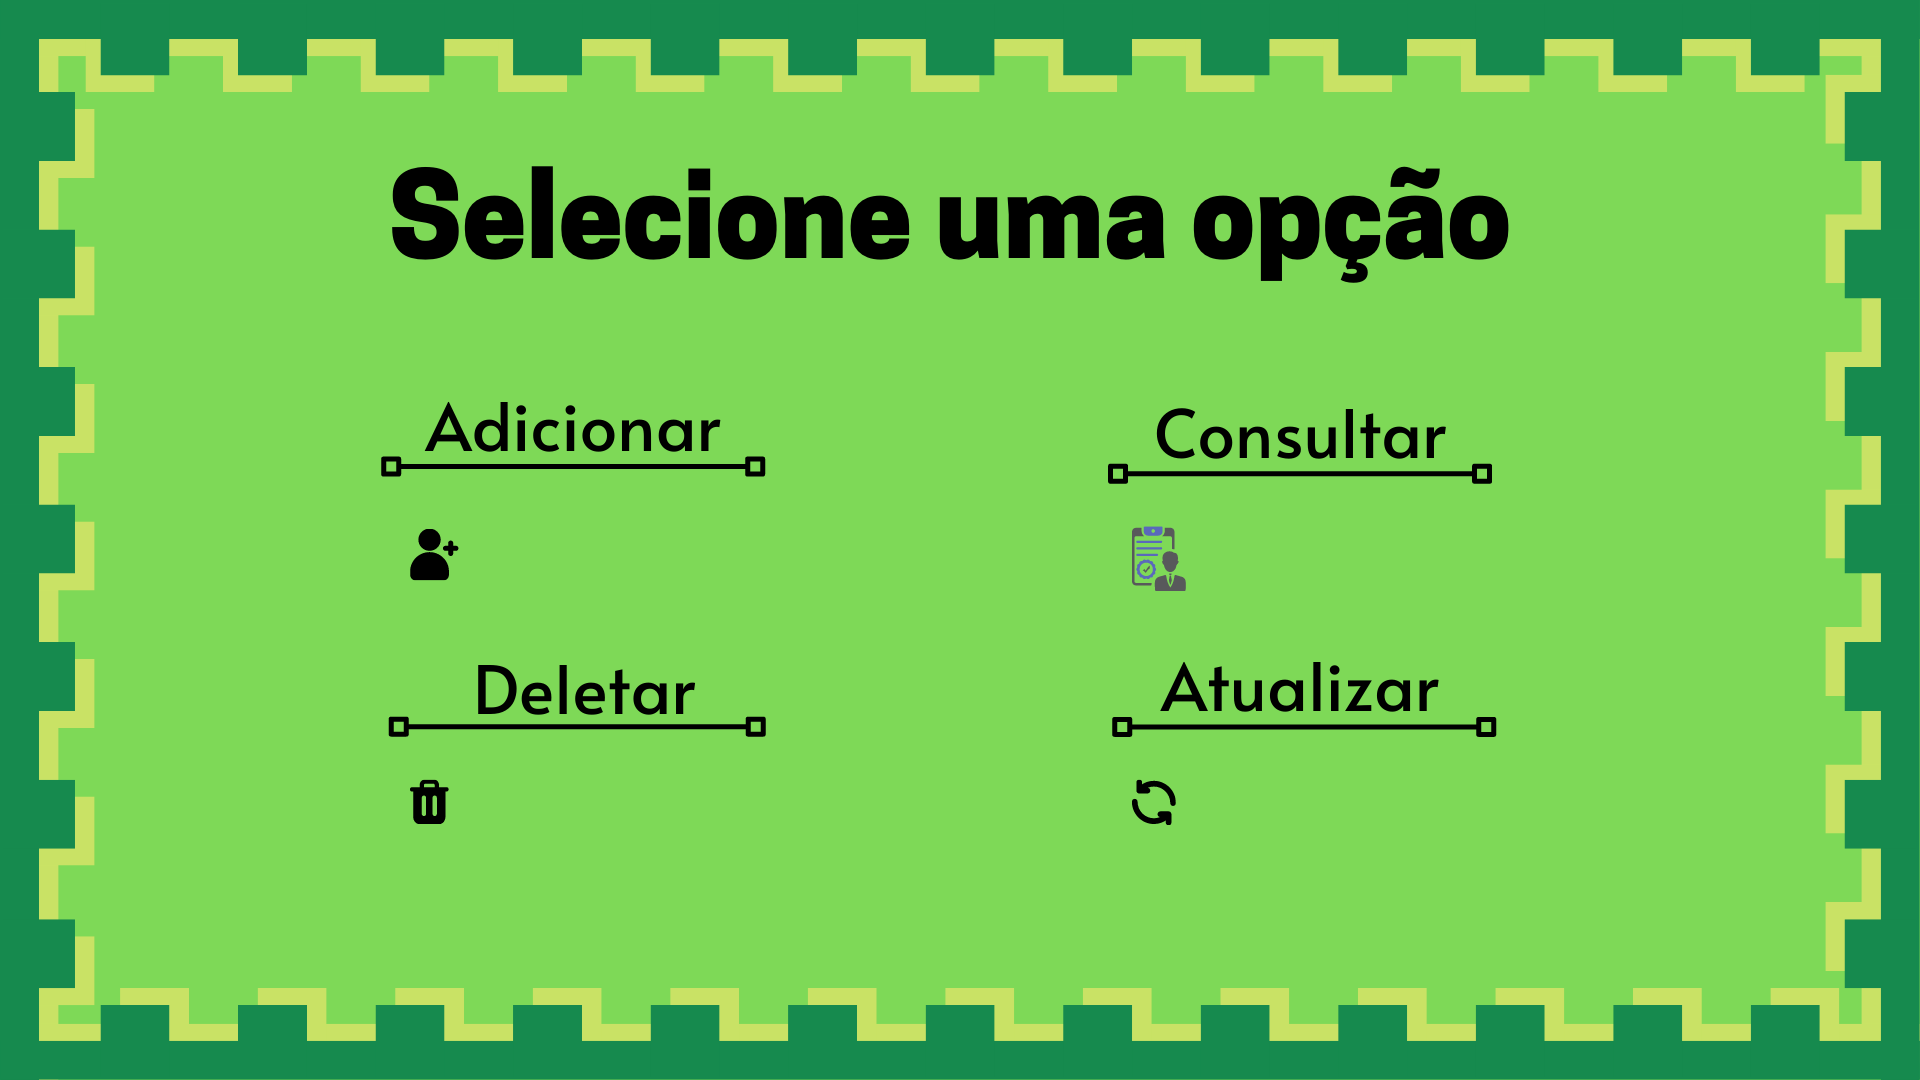 Selecione uma opção
Adicionar
Consultar
Deletar
Atualizar